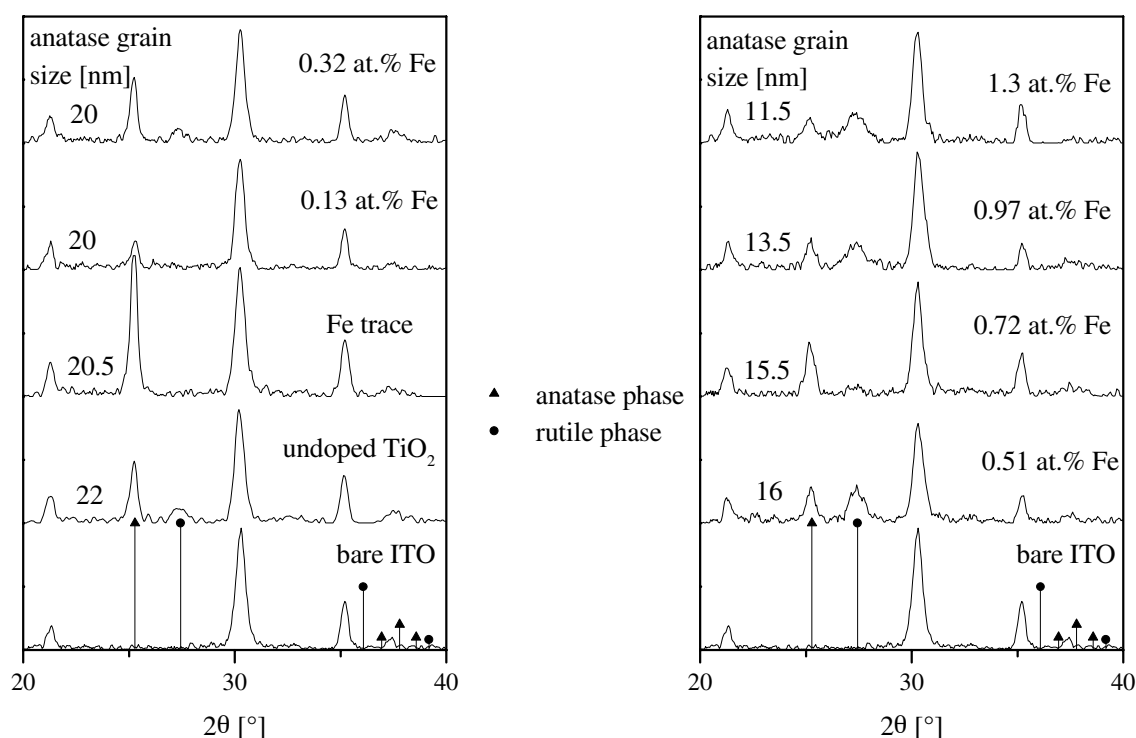 anatase grain
size [nm]
0.32 at.% Fe
20
0.13 at.% Fe
20
Fe trace
20.5
undoped TiO₂
22
bare ITO
20 30 40
2θ [°]
anatase phase
rutile phase
anatase grain
size [nm]
1.3 at.% Fe
11.5
0.97 at.% Fe
13.5
0.72 at.% Fe
15.5
0.51 at.% Fe
16
bare ITO
20 30 40
2θ [°]